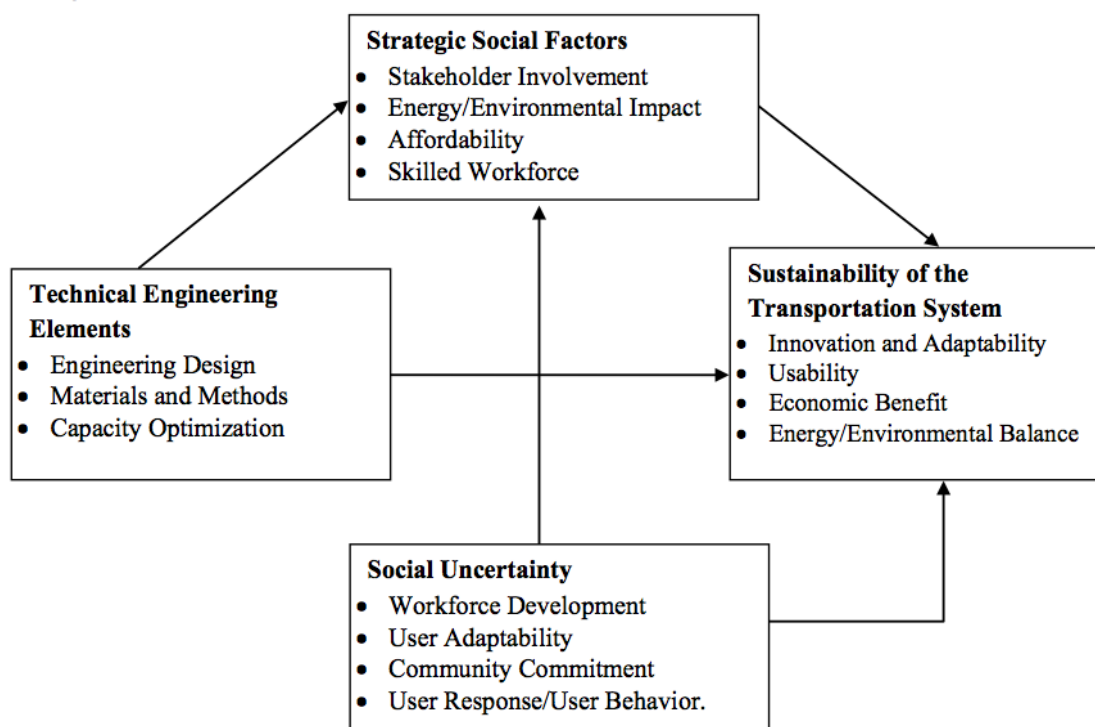 Strategic Social Factors
• Stakeholder Involvement
• Energy/Environmental Impact
• Affordability
• Skilled Workforce
Technical Engineering
Elements
• Engineering Design
• Materials and Methods
• Capacity Optimization
Sustainability of the
Transportation System
• Innovation and Adaptability
• Usability
• Economic Benefit
• Energy/Environmental Balance
Social Uncertainty
• Workforce Development
• User Adaptability
• Community Commitment
• User Response/User Behavior.